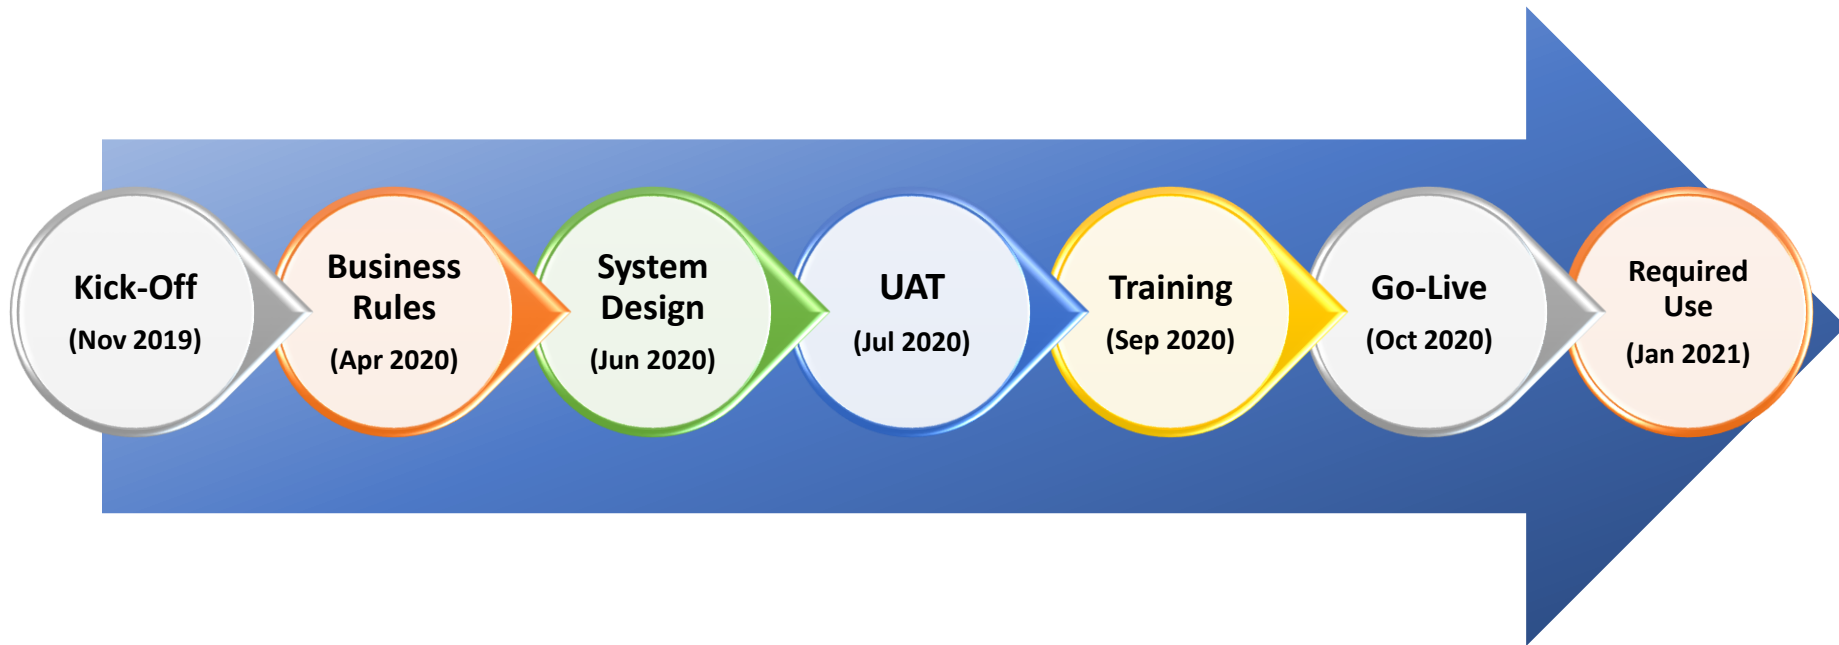 Kick-Off
(Nov 2019)
Business
Rules
(Apr 2020)
System
Design
(Jun 2020)
UAT
(Jul 2020)
Training
(Sep 2020)
Go-Live
(Oct 2020)
Required
Use
(Jan 2021)